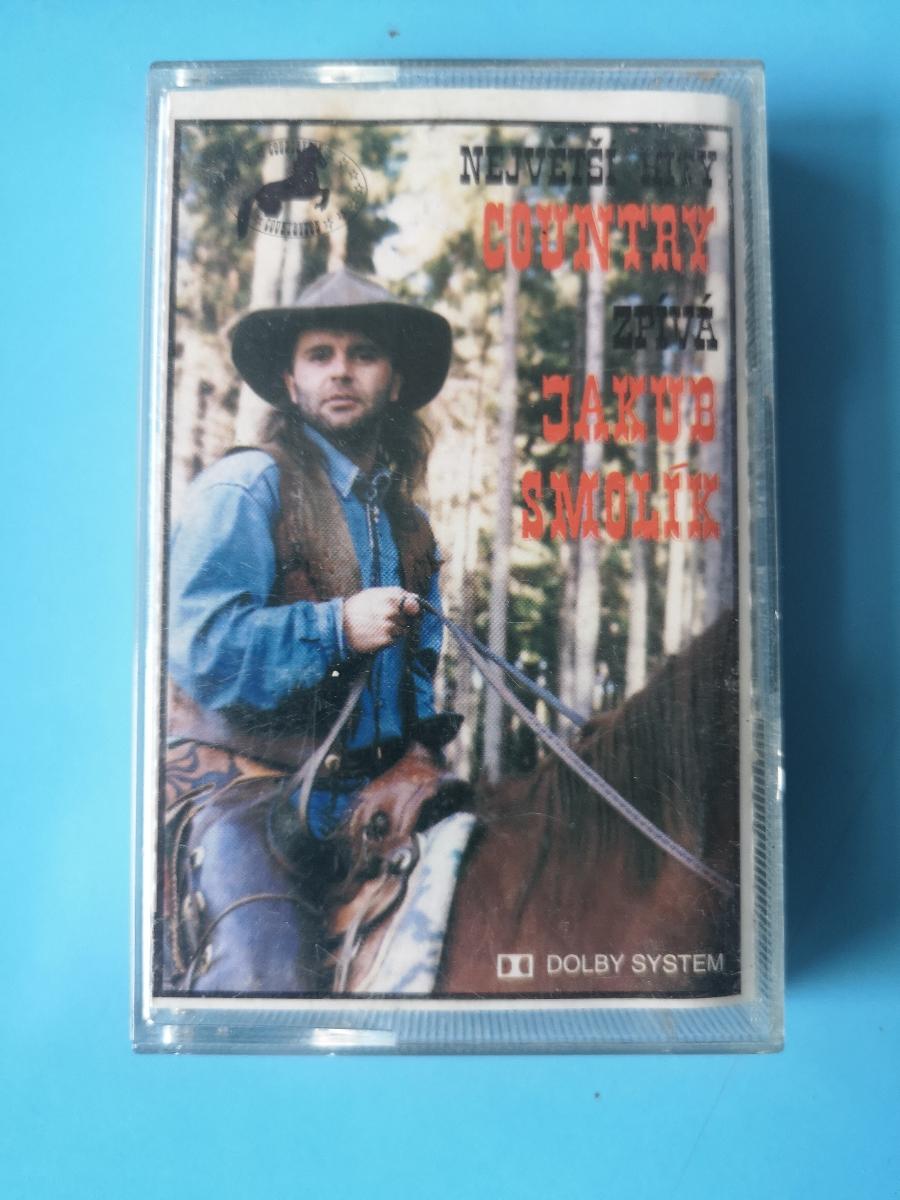 NEJVĚTŠÍ HITY
COUNTRY
ZPÍVÁ
JAKUB
SMOLÍK
DOLBY SYSTEM